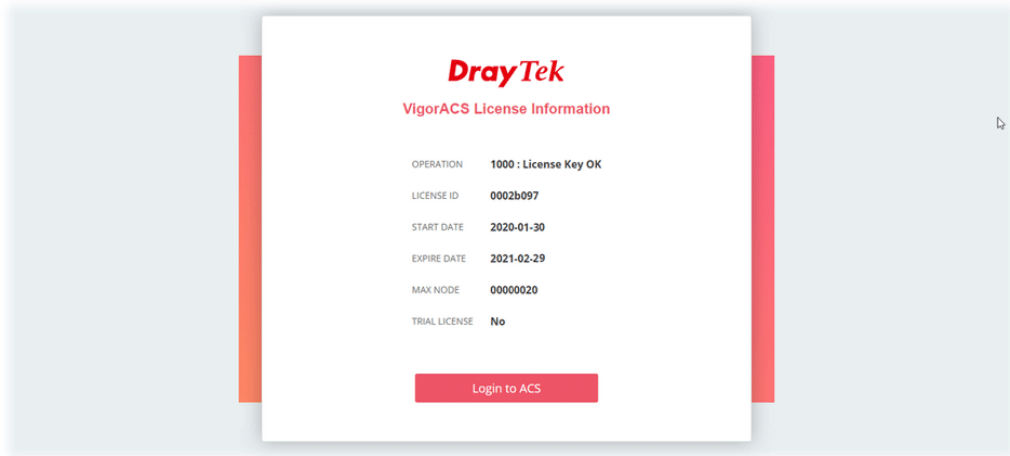 DrayTek
VigorACS License Information
OPERATION 1000 : License Key OK
LICENSE ID 0002b097
START DATE 2020-01-30
EXPIRE DATE 2021-02-29
MAX NODE 00000020
TRIAL LICENSE No
Login to ACS